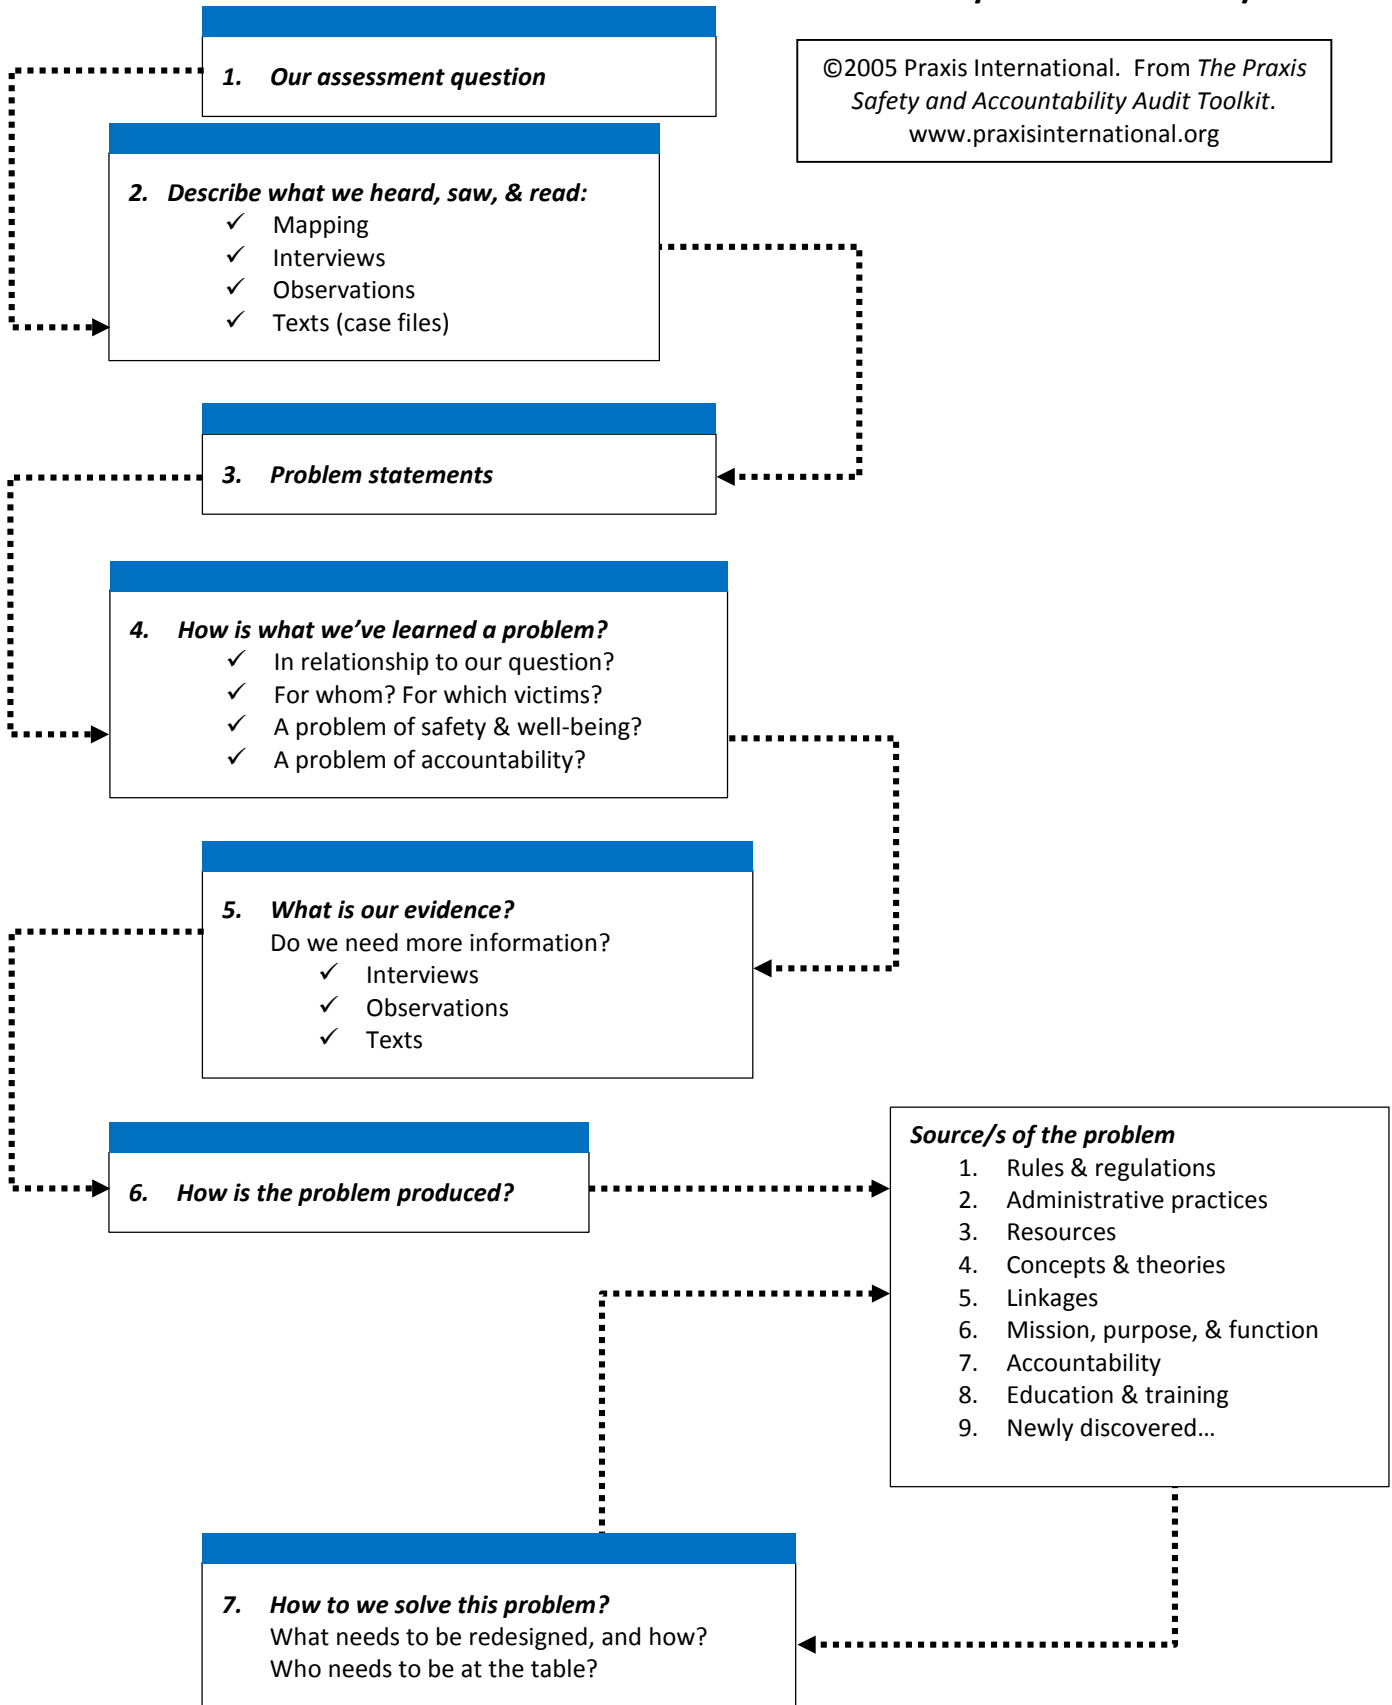 ©2005 Praxis International.  From The Praxis
Safety and Accountability Audit Toolkit.
www.praxisinternational.org
1. Our assessment question
2. Describe what we heard, saw, & read:
✓ Mapping
✓ Interviews
✓ Observations
✓ Texts (case files)
3. Problem statements
4. How is what we’ve learned a problem?
✓ In relationship to our question?
✓ For whom? For which victims?
✓ A problem of safety & well-being?
✓ A problem of accountability?
5. What is our evidence?
Do we need more information?
✓ Interviews
✓ Observations
✓ Texts
6. How is the problem produced?
Source/s of the problem
1. Rules & regulations
2. Administrative practices
3. Resources
4. Concepts & theories
5. Linkages
6. Mission, purpose, & function
7. Accountability
8. Education & training
9. Newly discovered…
7. How to we solve this problem?
What needs to be redesigned, and how?
Who needs to be at the table?